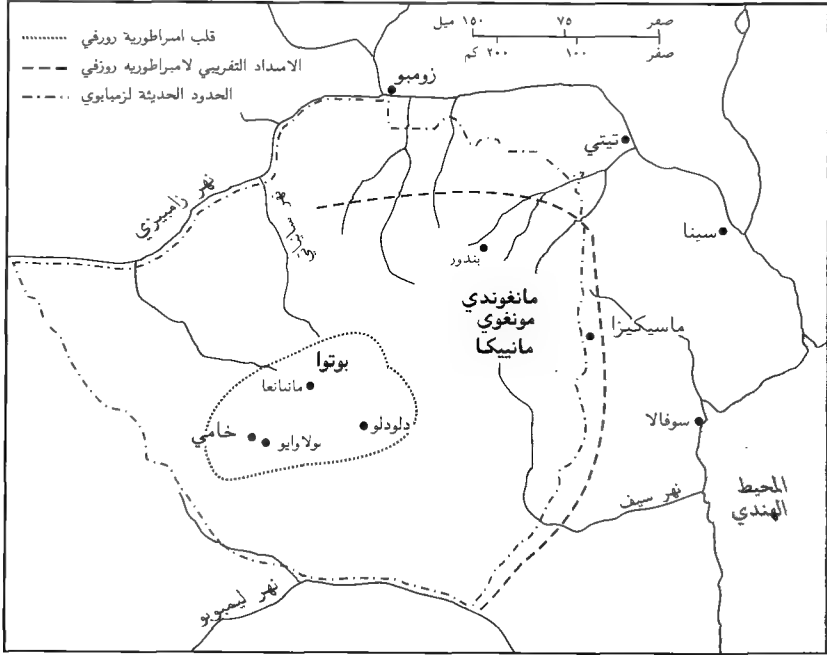 قلب امبراطورية روزفي
الامتداد التقريبي لامبراطورية روزفي
الحدود الحديثة لزمبابوي
صفر ٧٥ ١٥٠ ميل
صفر ١٠٠ ٢٠٠ كم
زومبو
تيتي
نهر زامبيزي
نهر سانياتي
سينا
بندور
مانغوندي
مونغوي
مانييكا
ماسيكيزا
بوتوا
دلودلو
خامي
بولاوايو
سوفالا
نهر سيف
المحيط
الهندي
نهر ليمبوبو